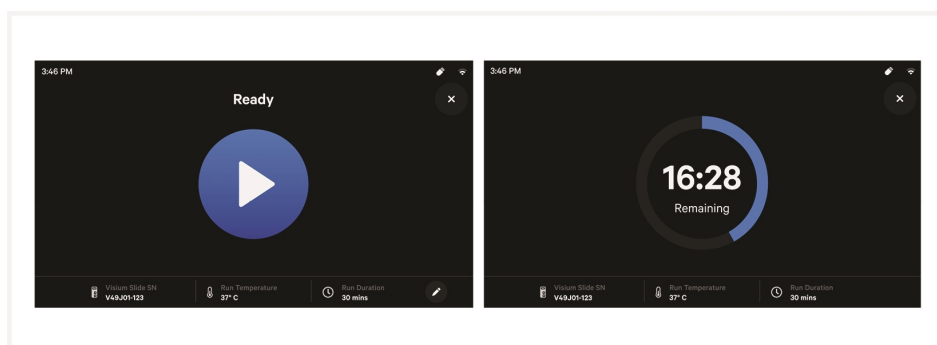 3:46 PM
Ready
Visium Slide SN
V49J01-123
Run Temperature
37° C
Run Duration
30 mins
3:46 PM
16:28
Remaining
Visium Slide SN
V49J01-123
Run Temperature
37° C
Run Duration
30 mins